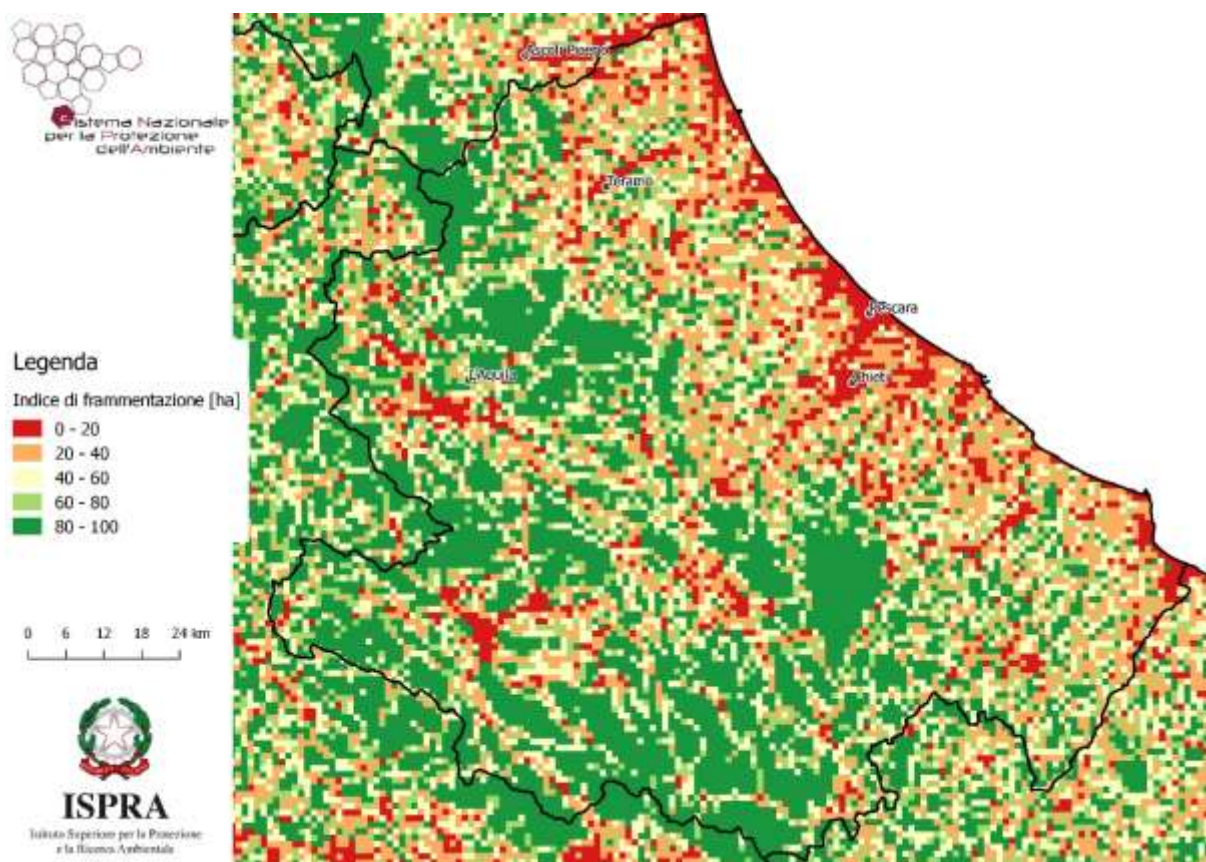 Sistema Nazionale
per la Protezione
dell'Ambiente
Ascoli Piceno
Teramo
Pescara
L'Aquila
Chieti
Legenda
Indice di frammentazione [ha]
0 - 20
20 - 40
40 - 60
60 - 80
80 - 100
0 6 12 18 24 km
ISPRA
Istituto Superiore per la Protezione
e la Ricerca Ambientale